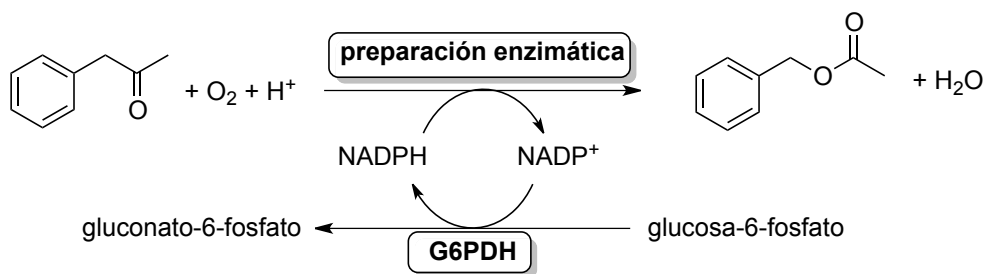 preparación enzimática
O
+ O₂ + H⁺
O
O
+ H₂O
NADPH
NADP⁺
gluconato-6-fosfato
glucosa-6-fosfato
G6PDH